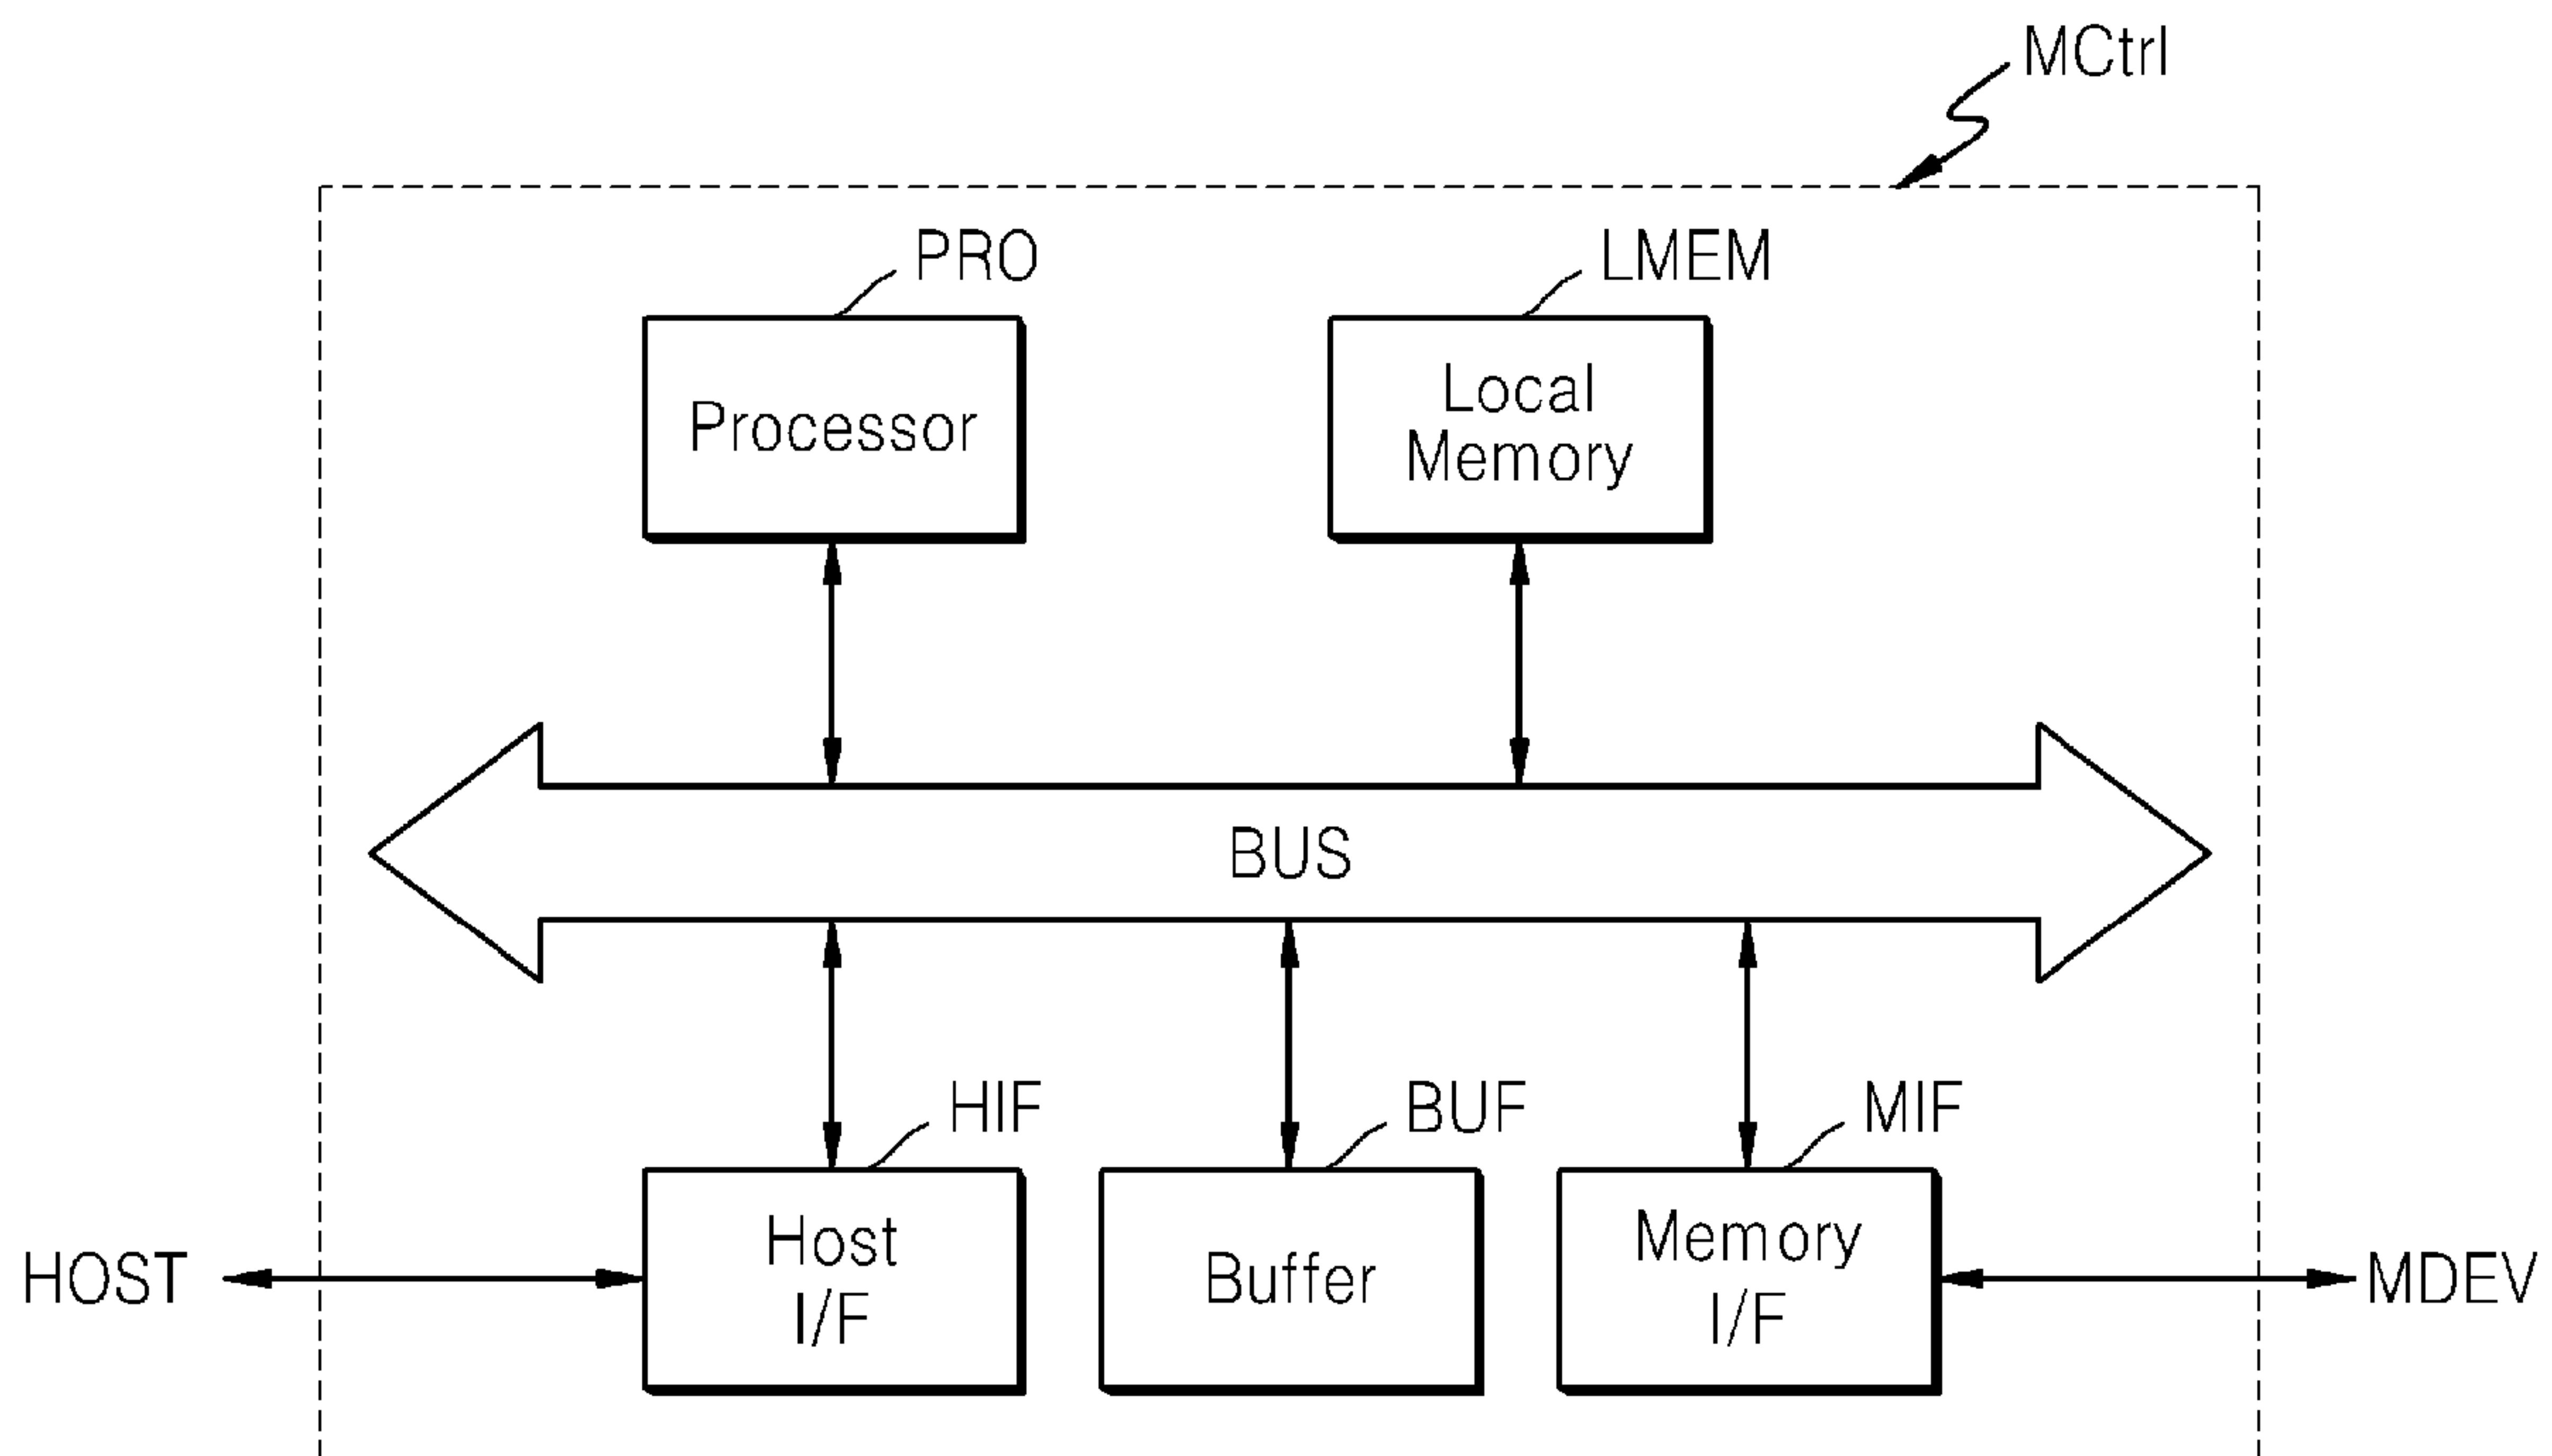 MCtrl
PRO
LMEM
Processor
Local
Memory
BUS
HIF
BUF
MIF
HOST
Host
I/F
Buffer
Memory
I/F
MDEV